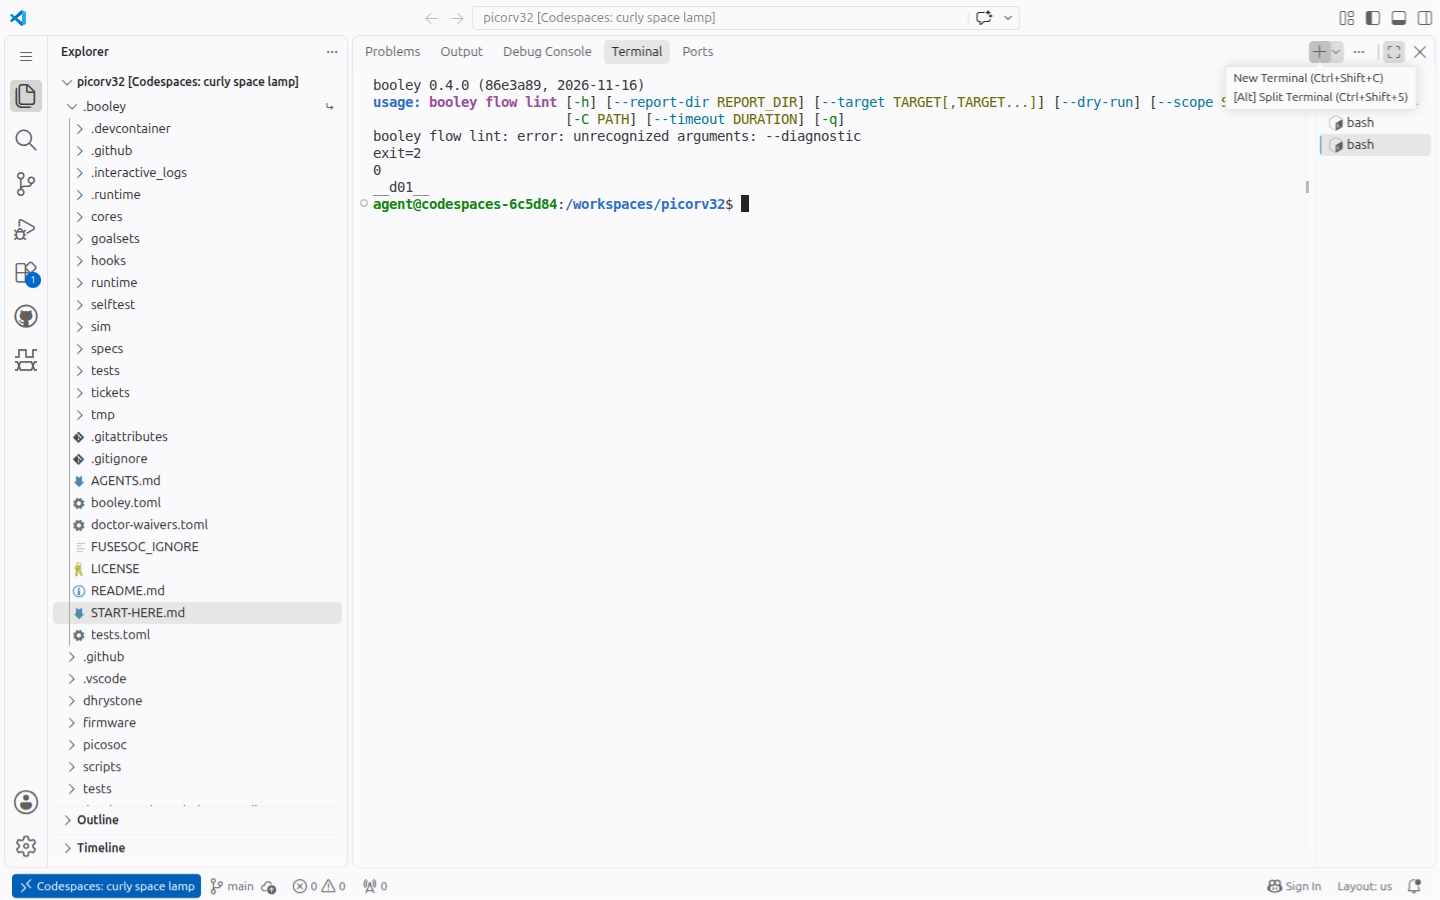 picorv32 [Codespaces: curly space lamp]
Explorer
Problems
Output
Debug Console
Terminal
Ports
New Terminal (Ctrl+Shift+C)
[Alt] Split Terminal (Ctrl+Shift+5)
bash
bash
picorv32 [Codespaces: curly space lamp]
.booley
.devcontainer
.github
.interactive_logs
.runtime
cores
goalsets
hooks
runtime
selftest
sim
specs
tests
tickets
tmp
.gitattributes
.gitignore
AGENTS.md
booley.toml
doctor-waivers.toml
FUSESOC_IGNORE
LICENSE
README.md
START-HERE.md
tests.toml
.github
.vscode
dhrystone
firmware
picosoc
scripts
tests
Outline
Timeline
1
booley 0.4.0 (86e3a89, 2026-11-16)
usage: booley flow lint [-h] [--report-dir REPORT_DIR] [--target TARGET[,TARGET...]] [--dry-run] [--scope
[-C PATH] [--timeout DURATION] [-q]
booley flow lint: error: unrecognized arguments: --diagnostic
exit=2
0
__d01__
agent@codespaces-6c5d84:/workspaces/picorv32$
Codespaces: curly space lamp
main
0
0
0
Sign In
Layout: us